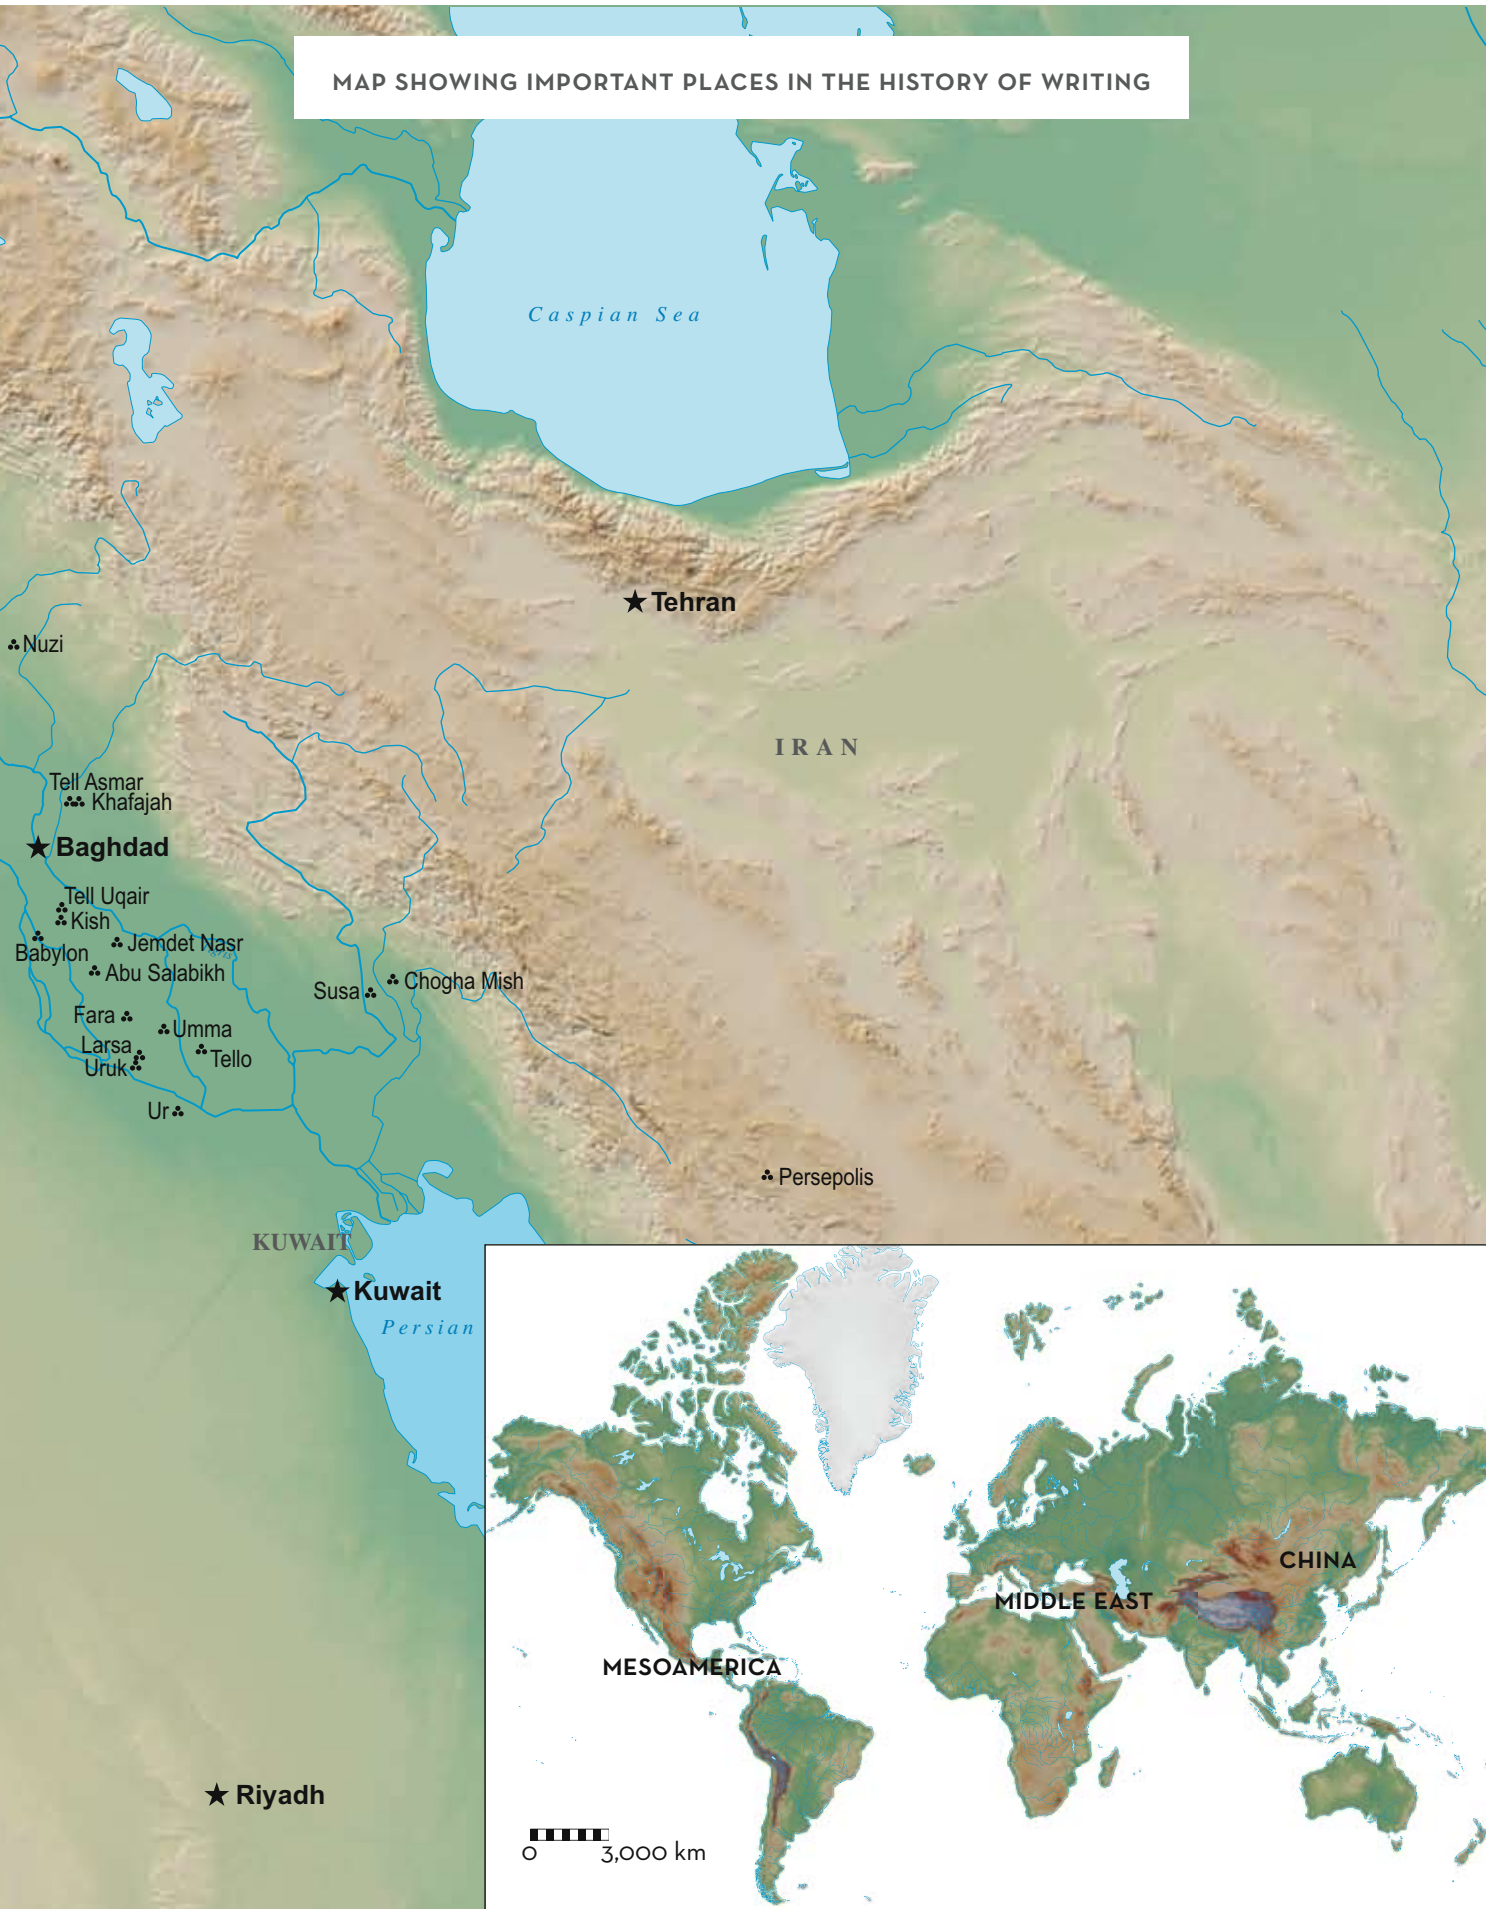 MAP SHOWING IMPORTANT PLACES IN THE HISTORY OF WRITING
Caspian Sea
Tehran
Nuzi
IRAN
Tell Asmar
Khafajah
Baghdad
Tell Uqair
Kish
Babylon
Jemdet Nasr
Abu Salabikh
Susa
Chogha Mish
Fara
Umma
Larsa
Tello
Uruk
Ur
Persepolis
KUWAIT
Kuwait
Persian
CHINA
MIDDLE EAST
MESOAMERICA
Riyadh
0 3,000 km